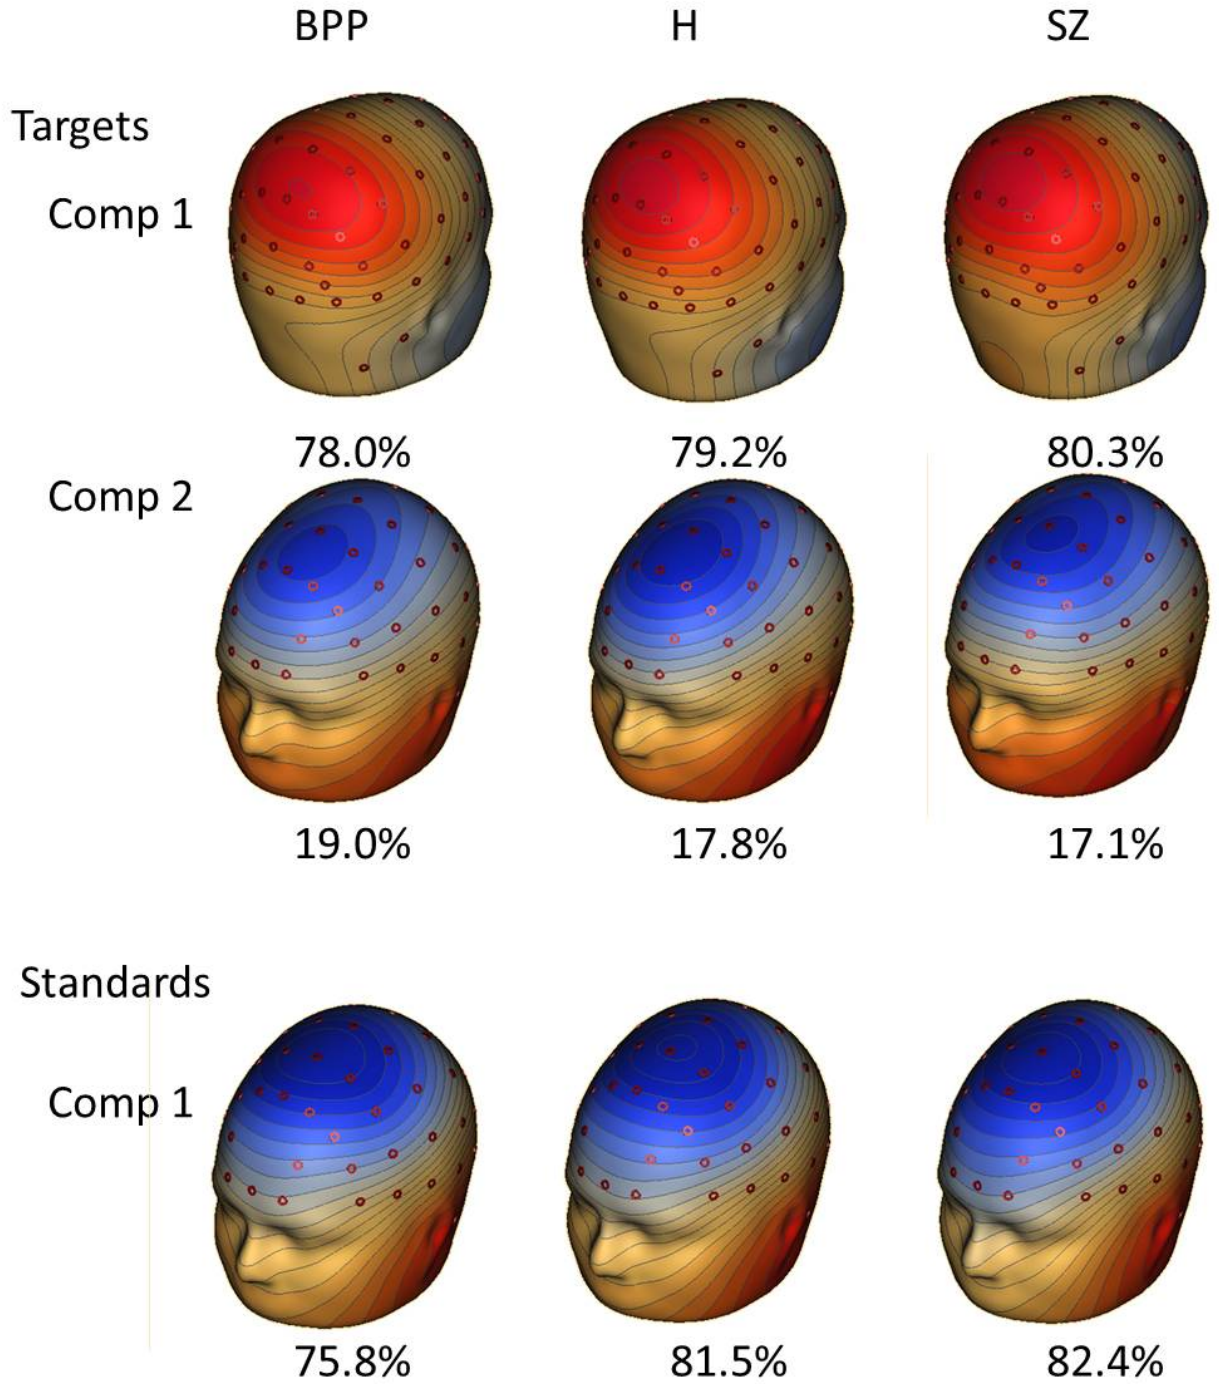 BPP H SZ
Targets
Comp 1
78.0% 79.2% 80.3%
Comp 2
19.0% 17.8% 17.1%
Standards
Comp 1
75.8% 81.5% 82.4%